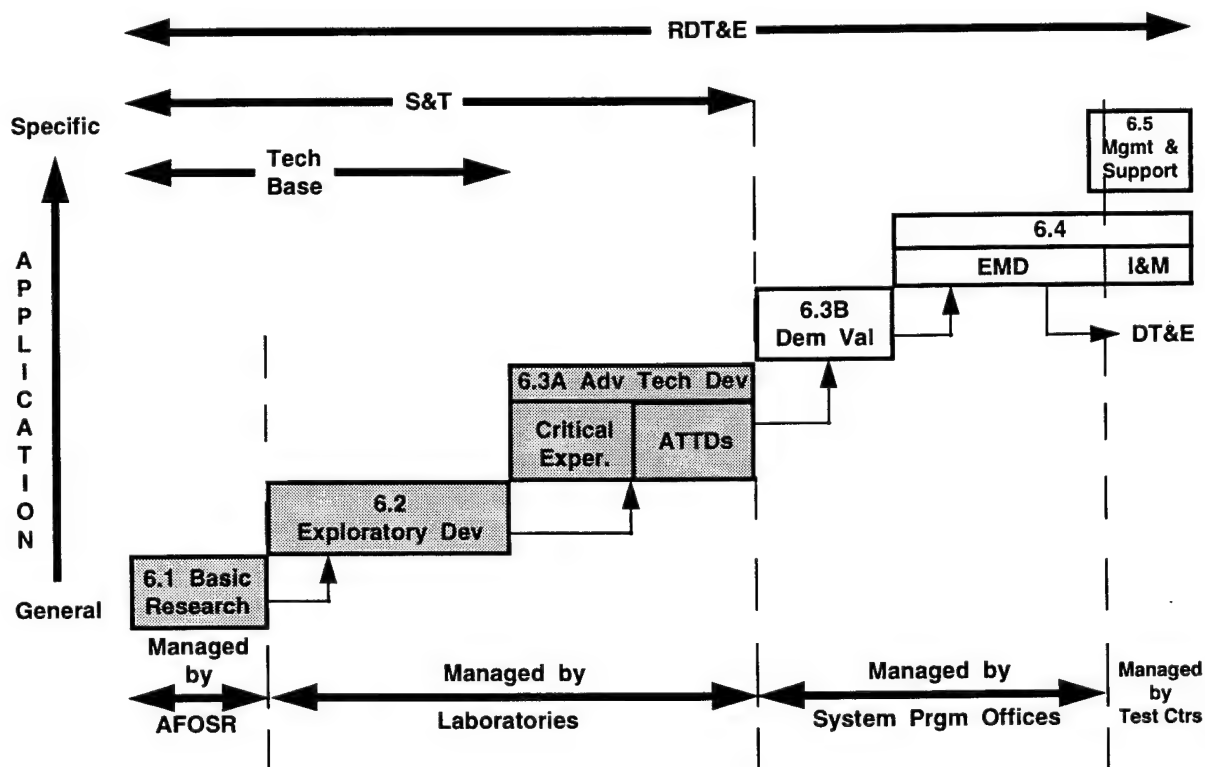 RDT&E
S&T
Specific
Tech
Base
6.5
Mgmt &
Support
6.4
EMD
I&M
6.3B
Dem Val
DT&E
APPLICATION
6.3A Adv Tech Dev
Critical
Exper.
ATTDs
6.2
Exploratory Dev
6.1 Basic
Research
General
Managed
by
AFOSR
Managed by
Laboratories
Managed by
System Prgm Offices
Managed
by
Test Ctrs